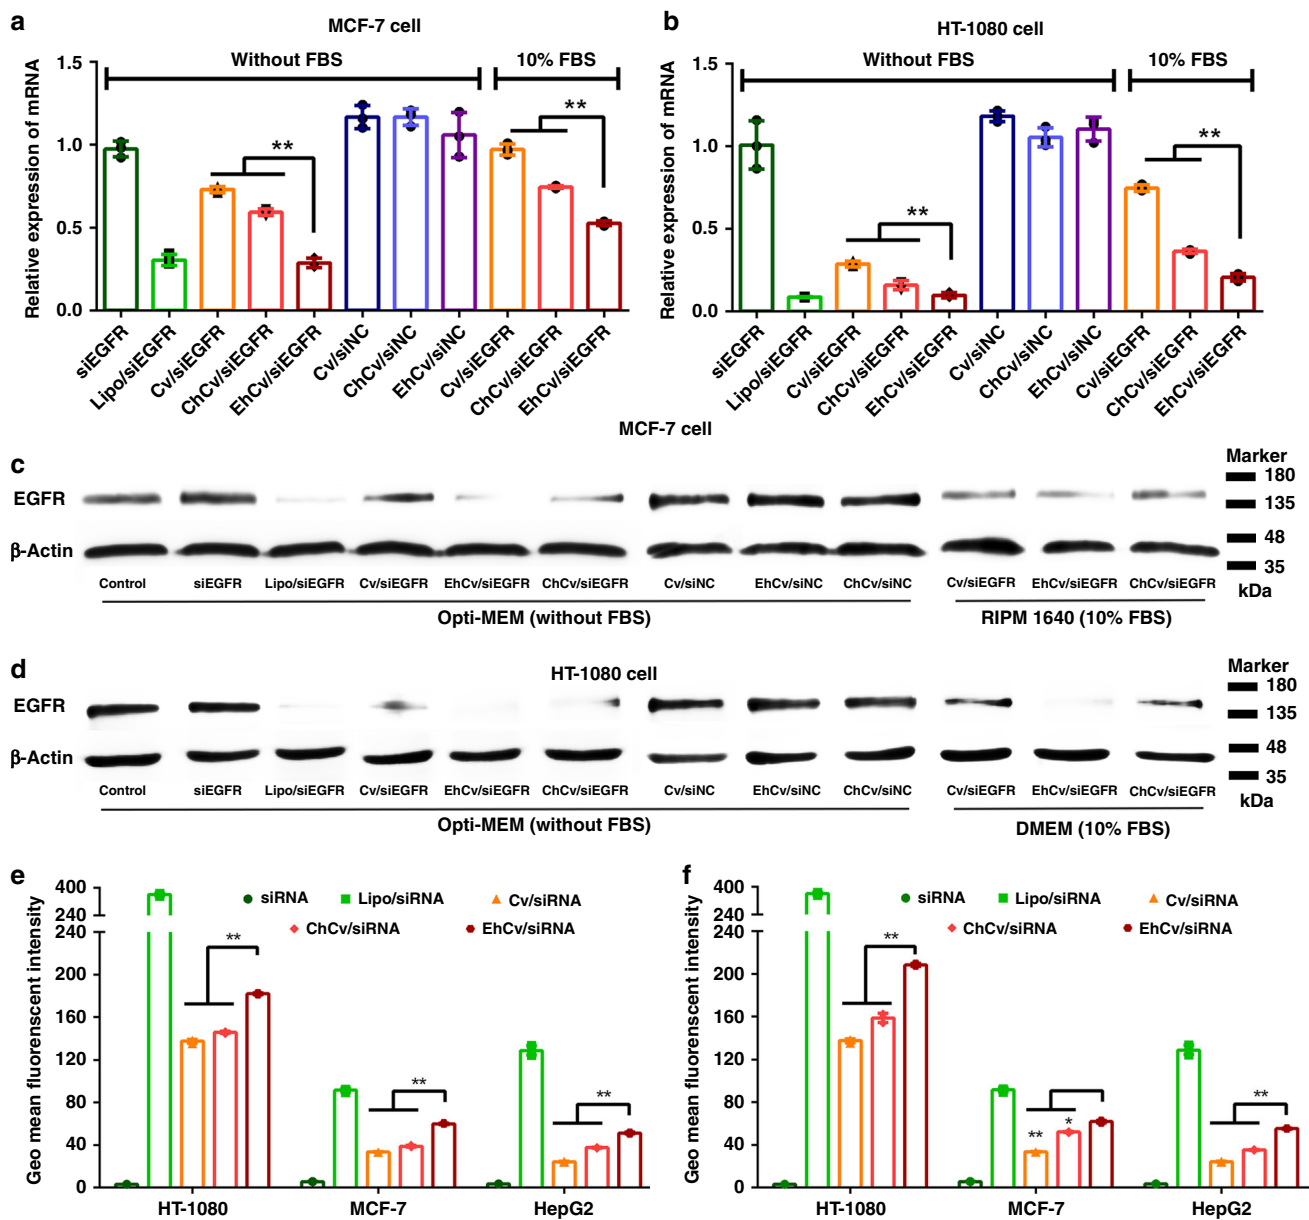 a
MCF-7 cell
Without FBS
10% FBS
Relative expression of mRNA
1.5
1.0
0.5
0.0
**
**
siEGFR
Lipo/siEGFR
Cv/siEGFR
ChCv/siEGFR
EhCv/siEGFR
Cv/siNC
ChCv/siNC
EhCv/siNC
Cv/siEGFR
ChCv/siEGFR
EhCv/siEGFR
b
HT-1080 cell
Without FBS
10% FBS
Relative expression of mRNA
1.5
1.0
0.5
0.0
**
**
siEGFR
Lipo/siEGFR
Cv/siEGFR
ChCv/siEGFR
EhCv/siEGFR
Cv/siNC
ChCv/siNC
EhCv/siNC
Cv/siEGFR
ChCv/siEGFR
EhCv/siEGFR
MCF-7 cell
c
Marker
EGFR
180
135
β-Actin
48
35
kDa
Control siEGFR Lipo/siEGFR Cv/siEGFR EhCv/siEGFR ChCv/siEGFR Cv/siNC EhCv/siNC ChCv/siNC Cv/siEGFR EhCv/siEGFR ChCv/siEGFR
Opti-MEM (without FBS) RIPM 1640 (10% FBS)
d
HT-1080 cell
Marker
EGFR
180
135
β-Actin
48
35
kDa
Control siEGFR Lipo/siEGFR Cv/siEGFR EhCv/siEGFR ChCv/siEGFR Cv/siNC EhCv/siNC ChCv/siNC Cv/siEGFR EhCv/siEGFR ChCv/siEGFR
Opti-MEM (without FBS) DMEM (10% FBS)
e
Geo mean fluorenscent intensity
400
240
240
200
160
120
80
40
0
siRNA Lipo/siRNA Cv/siRNA
ChCv/siRNA EhCv/siRNA
**
**
**
HT-1080 MCF-7 HepG2
f
Geo mean fluorenscent intensity
400
240
240
200
160
120
80
40
0
siRNA Lipo/siRNA Cv/siRNA
ChCv/siRNA EhCv/siRNA
**
** *
**
HT-1080 MCF-7 HepG2